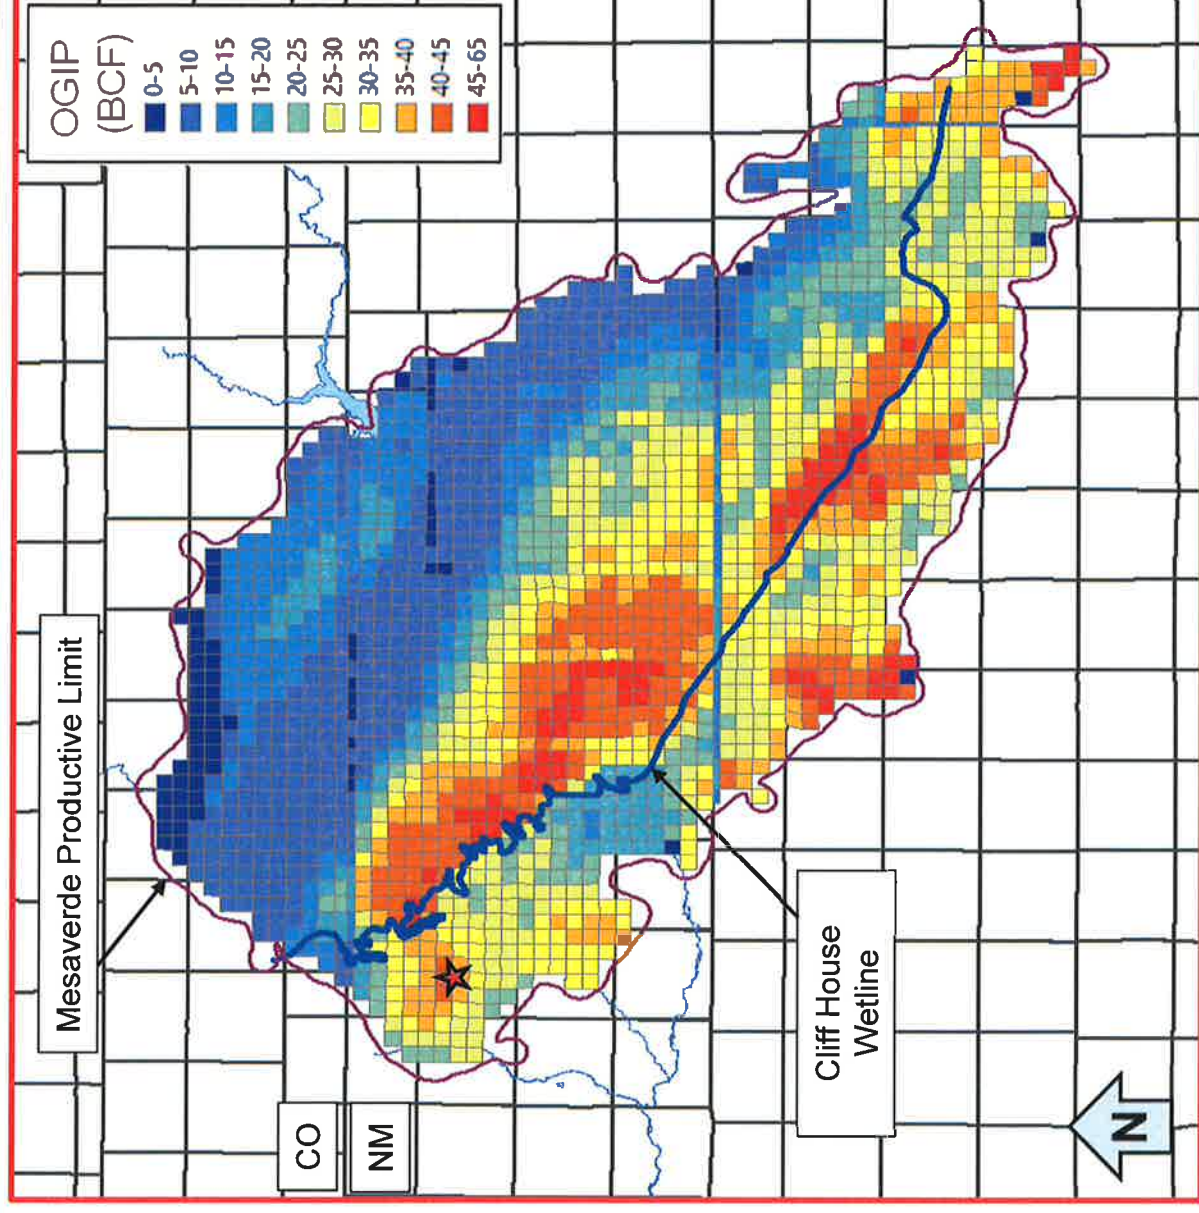 OGIP
(BCF)
0-5
5-10
10-15
15-20
20-25
25-30
30-35
35-40
40-45
45-65
Mesaverde Productive Limit
CO
NM
Cliff House
Wetline
N